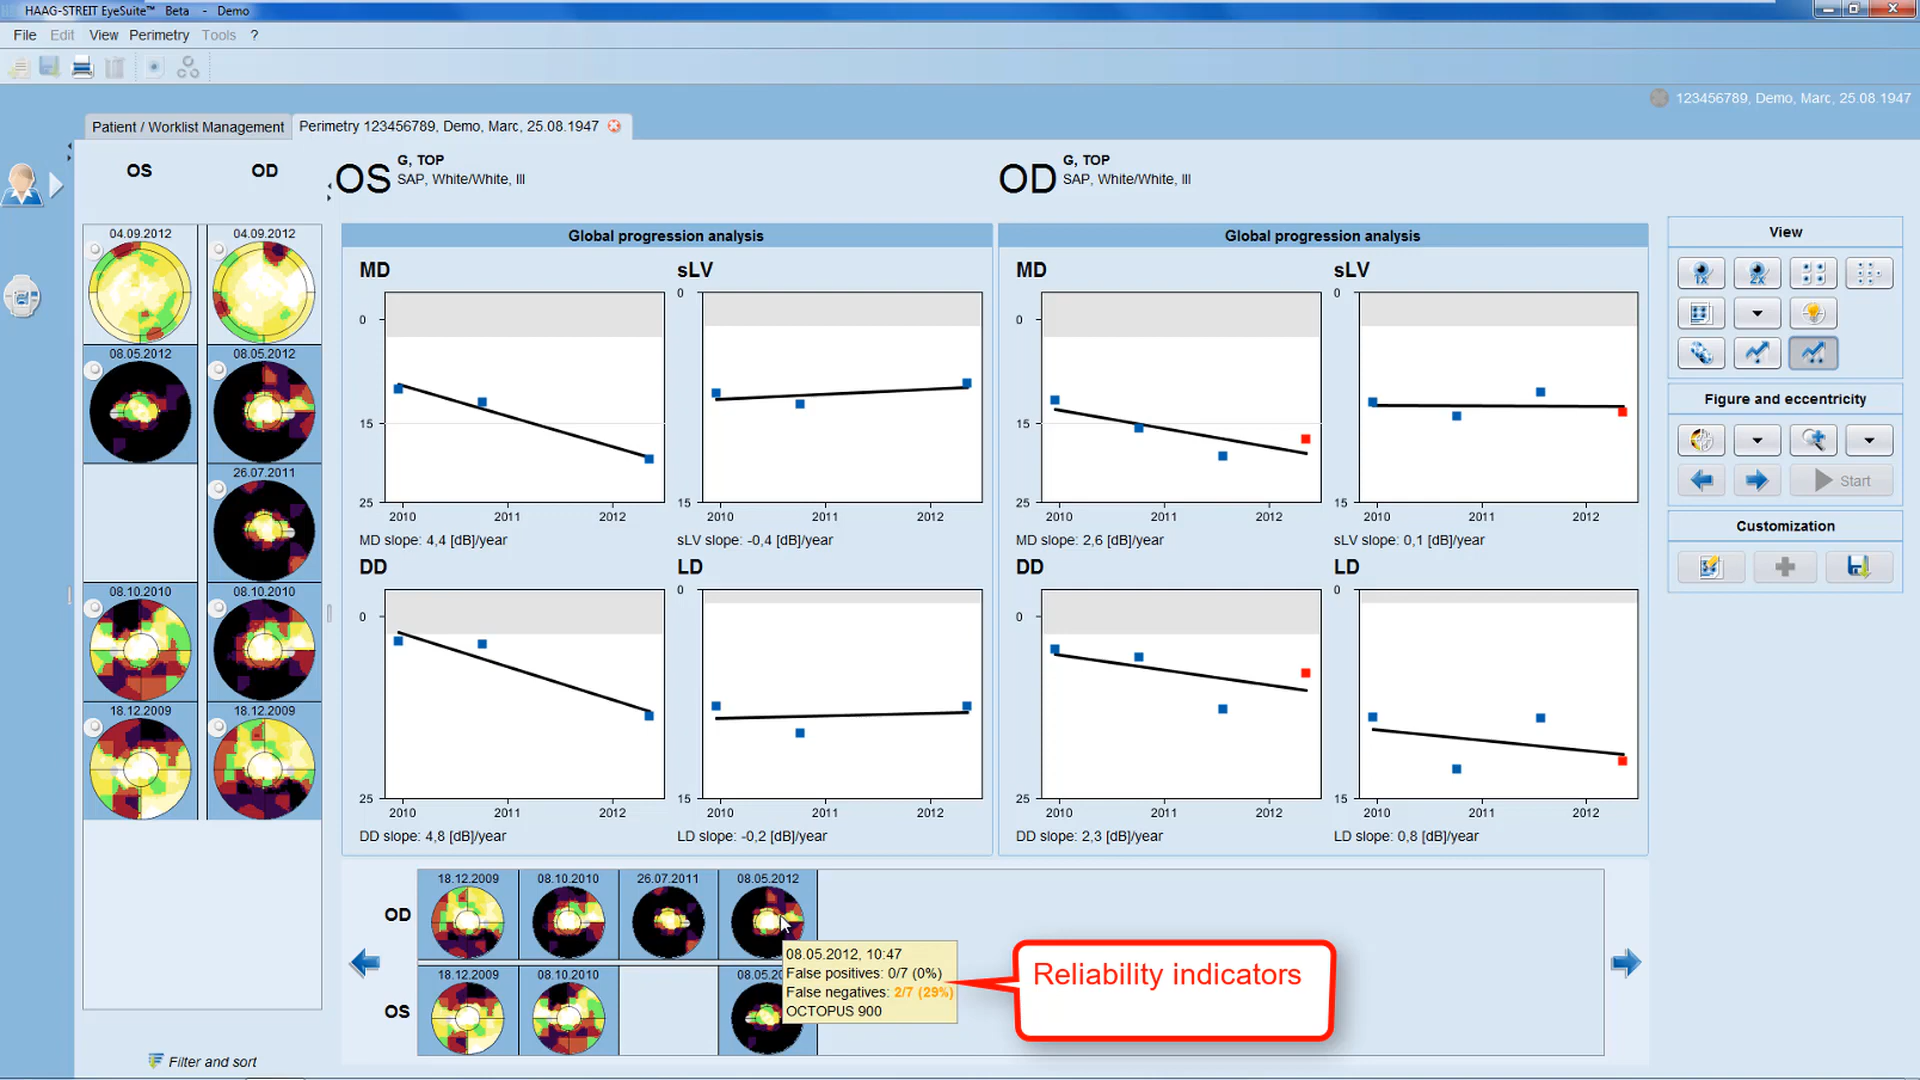 HAAG-STREIT EyeSuite™ Beta - Demo
File Edit View Perimetry Tools ?
123456789, Demo, Marc, 25.08.1947
Patient / Worklist Management
Perimetry 123456789, Demo, Marc, 25.08.1947
OS
OD
04.09.2012
04.09.2012
08.05.2012
08.05.2012
26.07.2011
08.10.2010
08.10.2010
18.12.2009
18.12.2009
Filter and sort
OS
G, TOP
SAP, White/White, III
Global progression analysis
MD
0
15
25
2010 2011 2012
MD slope: 4,4 [dB]/year
sLV
0
15
2010 2011 2012
sLV slope: -0,4 [dB]/year
DD
0
25
2010 2011 2012
DD slope: 4,8 [dB]/year
LD
0
15
2010 2011 2012
LD slope: -0,2 [dB]/year
OD
G, TOP
SAP, White/White, III
Global progression analysis
MD
0
15
25
2010 2011 2012
MD slope: 2,6 [dB]/year
sLV
0
15
2010 2011 2012
sLV slope: 0,1 [dB]/year
DD
0
25
2010 2011 2012
DD slope: 2,3 [dB]/year
LD
0
15
2010 2011 2012
LD slope: 0,8 [dB]/year
View
1x
2x
Figure and eccentricity
Start
Customization
OD
18.12.2009
08.10.2010
26.07.2011
08.05.2012
OS
18.12.2009
08.10.2010
08.05.20
08.05.2012, 10:47
False positives: 0/7 (0%)
False negatives: 2/7 (29%)
OCTOPUS 900
Reliability indicators